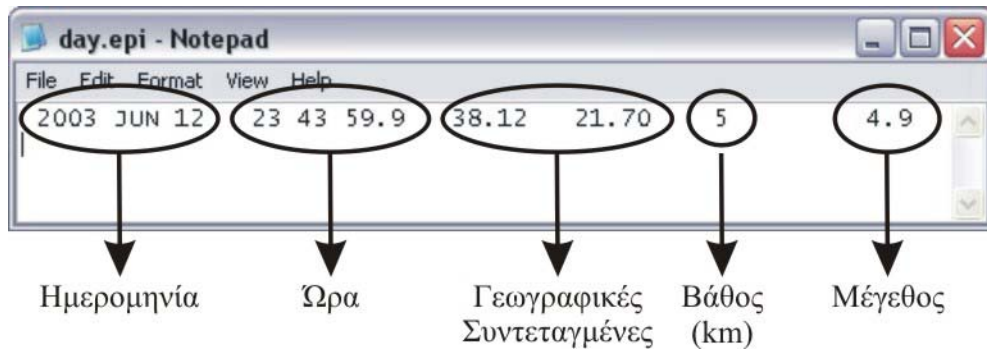 day.epi - Notepad
File Edit Format View Help
2003 JUN 12 23 43 59.9 38.12 21.70 5 4.9
Ημερομηνία Ώρα Γεωγραφικές Βάθος Μέγεθος
Συντεταγμένες (km)